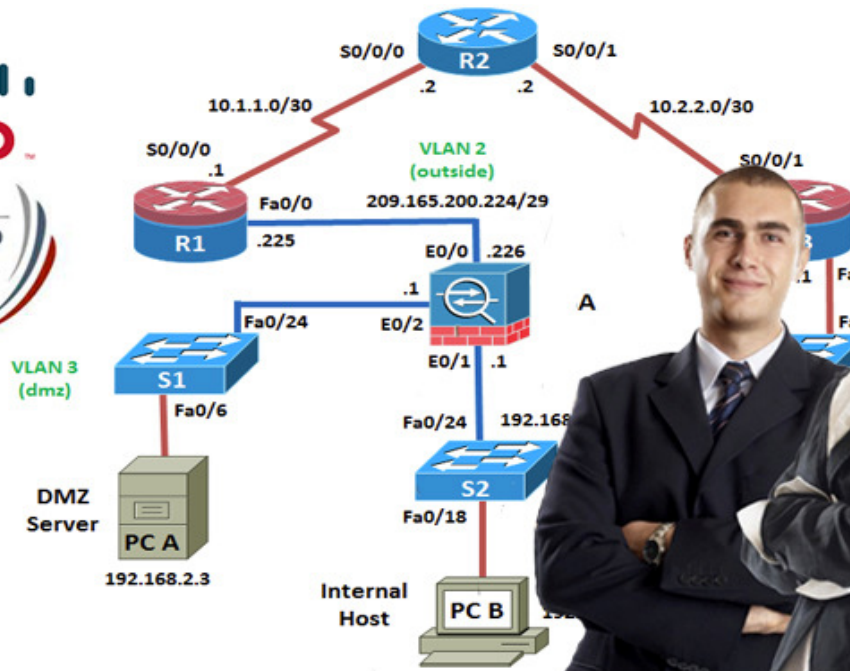 S0/0/0
R2
S0/0/1
.2
.2
10.1.1.0/30
10.2.2.0/30
S0/0/0
.1
VLAN 2
(outside)
S0/0/1
Fa0/0
209.165.200.224/29
R1
.225
E0/0
.226
.1
.1
A
Fa0/24
E0/2
VLAN 3
(dmz)
S1
E0/1
.1
Fa0/6
Fa0/24
192.168
S2
DMZ
Server
Fa0/18
PC A
192.168.2.3
Internal
Host
PC B